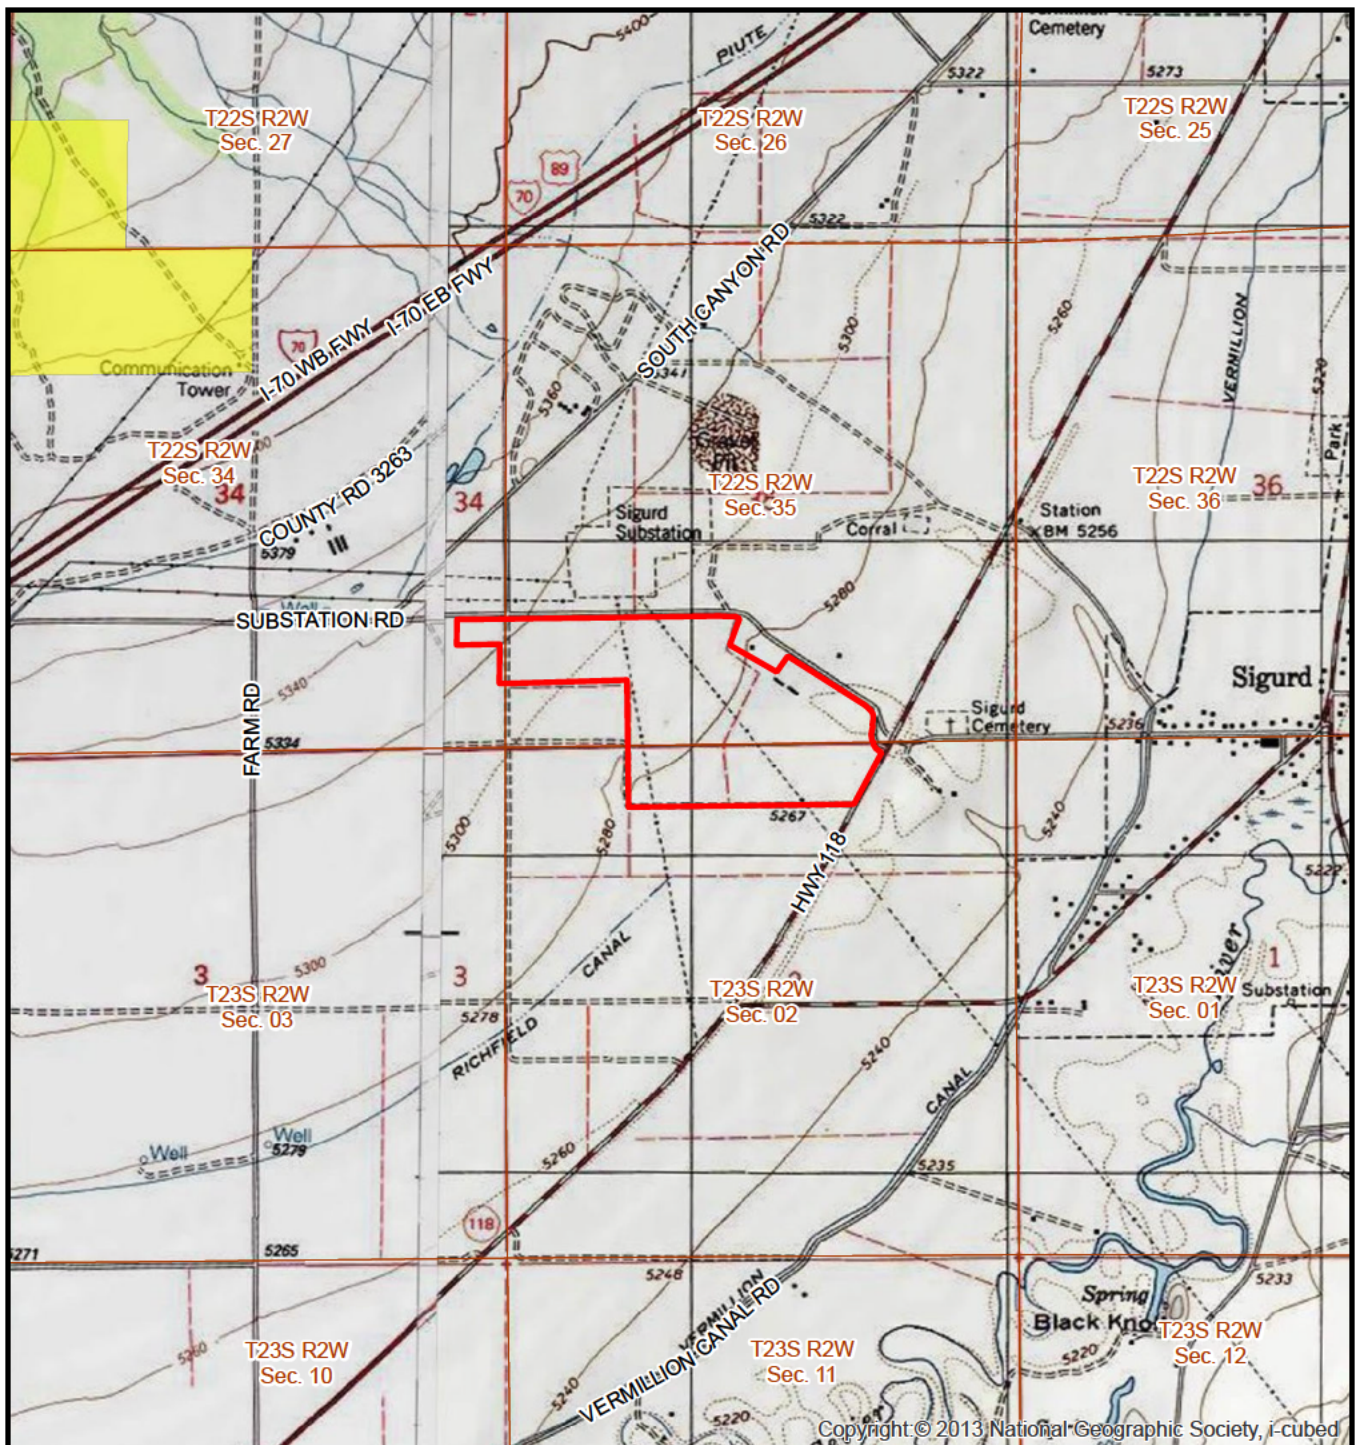 Cemetery
5400
PIUTE
5322
5273
T22S R2W
Sec. 27
T22S R2W
Sec. 26
T22S R2W
Sec. 25
89
70
5322
I-70 EB FWY
SOUTH CANYON RD
I-70 WB FWY
70
Communication
Tower
5341
5300
5260
VERMILLION
5220
5360
Gravel
Pit
Park
T22S R2W
Sec. 34
34
34
COUNTY RD 3263
5379
T22S R2W
Sec. 35
T22S R2W
Sec. 36
36
Sigurd
Substation
Corral
Station
BM 5256
5280
Well
SUBSTATION RD
5340
FARM RD
5334
Sigurd
Sigurd
Cemetery
5236
5300
5280
5267
5240
HWY 118
5222
CANAL
River
3
5300
3
T23S R2W
Sec. 03
T23S R2W
Sec. 02
2
T23S R2W
Sec. 01
1
Substation
5278
RICHFIELD
5240
CANAL
Well
Well
5279
5260
5235
118
5271
5265
5248
VERMILLION
VERMILLION CANAL RD
5233
Spring
Black Knoll
T23S R2W
Sec. 10
5260
T23S R2W
Sec. 11
T23S R2W
Sec. 12
5220
5240
5220
Copyright:© 2013 National Geographic Society, i-cubed